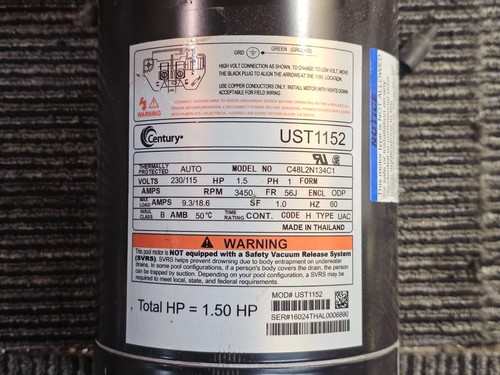 GRD
GREEN (GROUND)
HIGH VOLT CONNECTION AS SHOWN, TO CHANGE TO LOW VOLT, MOVE
THE BLACK PLUG TO ALIGN THE ARROWS AT THE 115V. LOCATION
USE COPPER CONDUCTORS ONLY. INSTALL MOTOR WITH VENTS DOWN.
ACCEPTABLE FOR FIELD WIRING.
WARNING
Century®
UST1152
THERMALLY PROTECTED AUTO MODEL NO C48L2N134C1
VOLTS 230/115 HP 1.5 PH 1 FORM
AMPS RPM 3450 FR 56J ENCL ODP
MAX LOAD AMPS 9.3/18.6 SF 1.0 HZ 60
INSUL CLASS B AMB 50°C TIME RATING CONT. CODE H TYPE UAC
MADE IN THAILAND
WARNING
This pool motor is NOT equipped with a Safety Vacuum Release System
(SVRS). SVRS helps prevent drowning due to body entrapment on underwater
drains. In some pool configurations, if a person's body covers the drain, the person
can be trapped by suction. Depending on your pool configuration, a SVRS may
be required to meet local, state, and federal requirements.
Total HP = 1.50 HP
MOD# UST1152
SER#16024THAL0006890
NOTICE